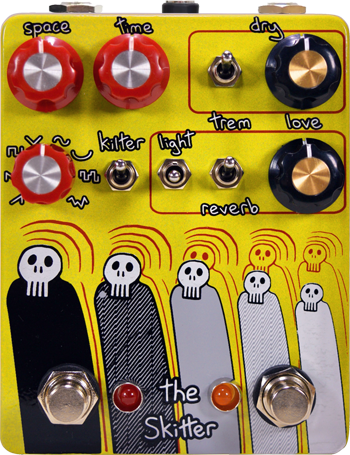 space time dry
trem
kilter light love
reverb
the
Skitter